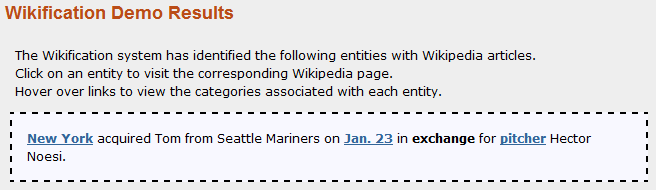 Wikification Demo Results
The Wikification system has identified the following entities with Wikipedia articles.
Click on an entity to visit the corresponding Wikipedia page.
Hover over links to view the categories associated with each entity.
New York acquired Tom from Seattle Mariners on Jan. 23 in exchange for pitcher Hector
Noesi.